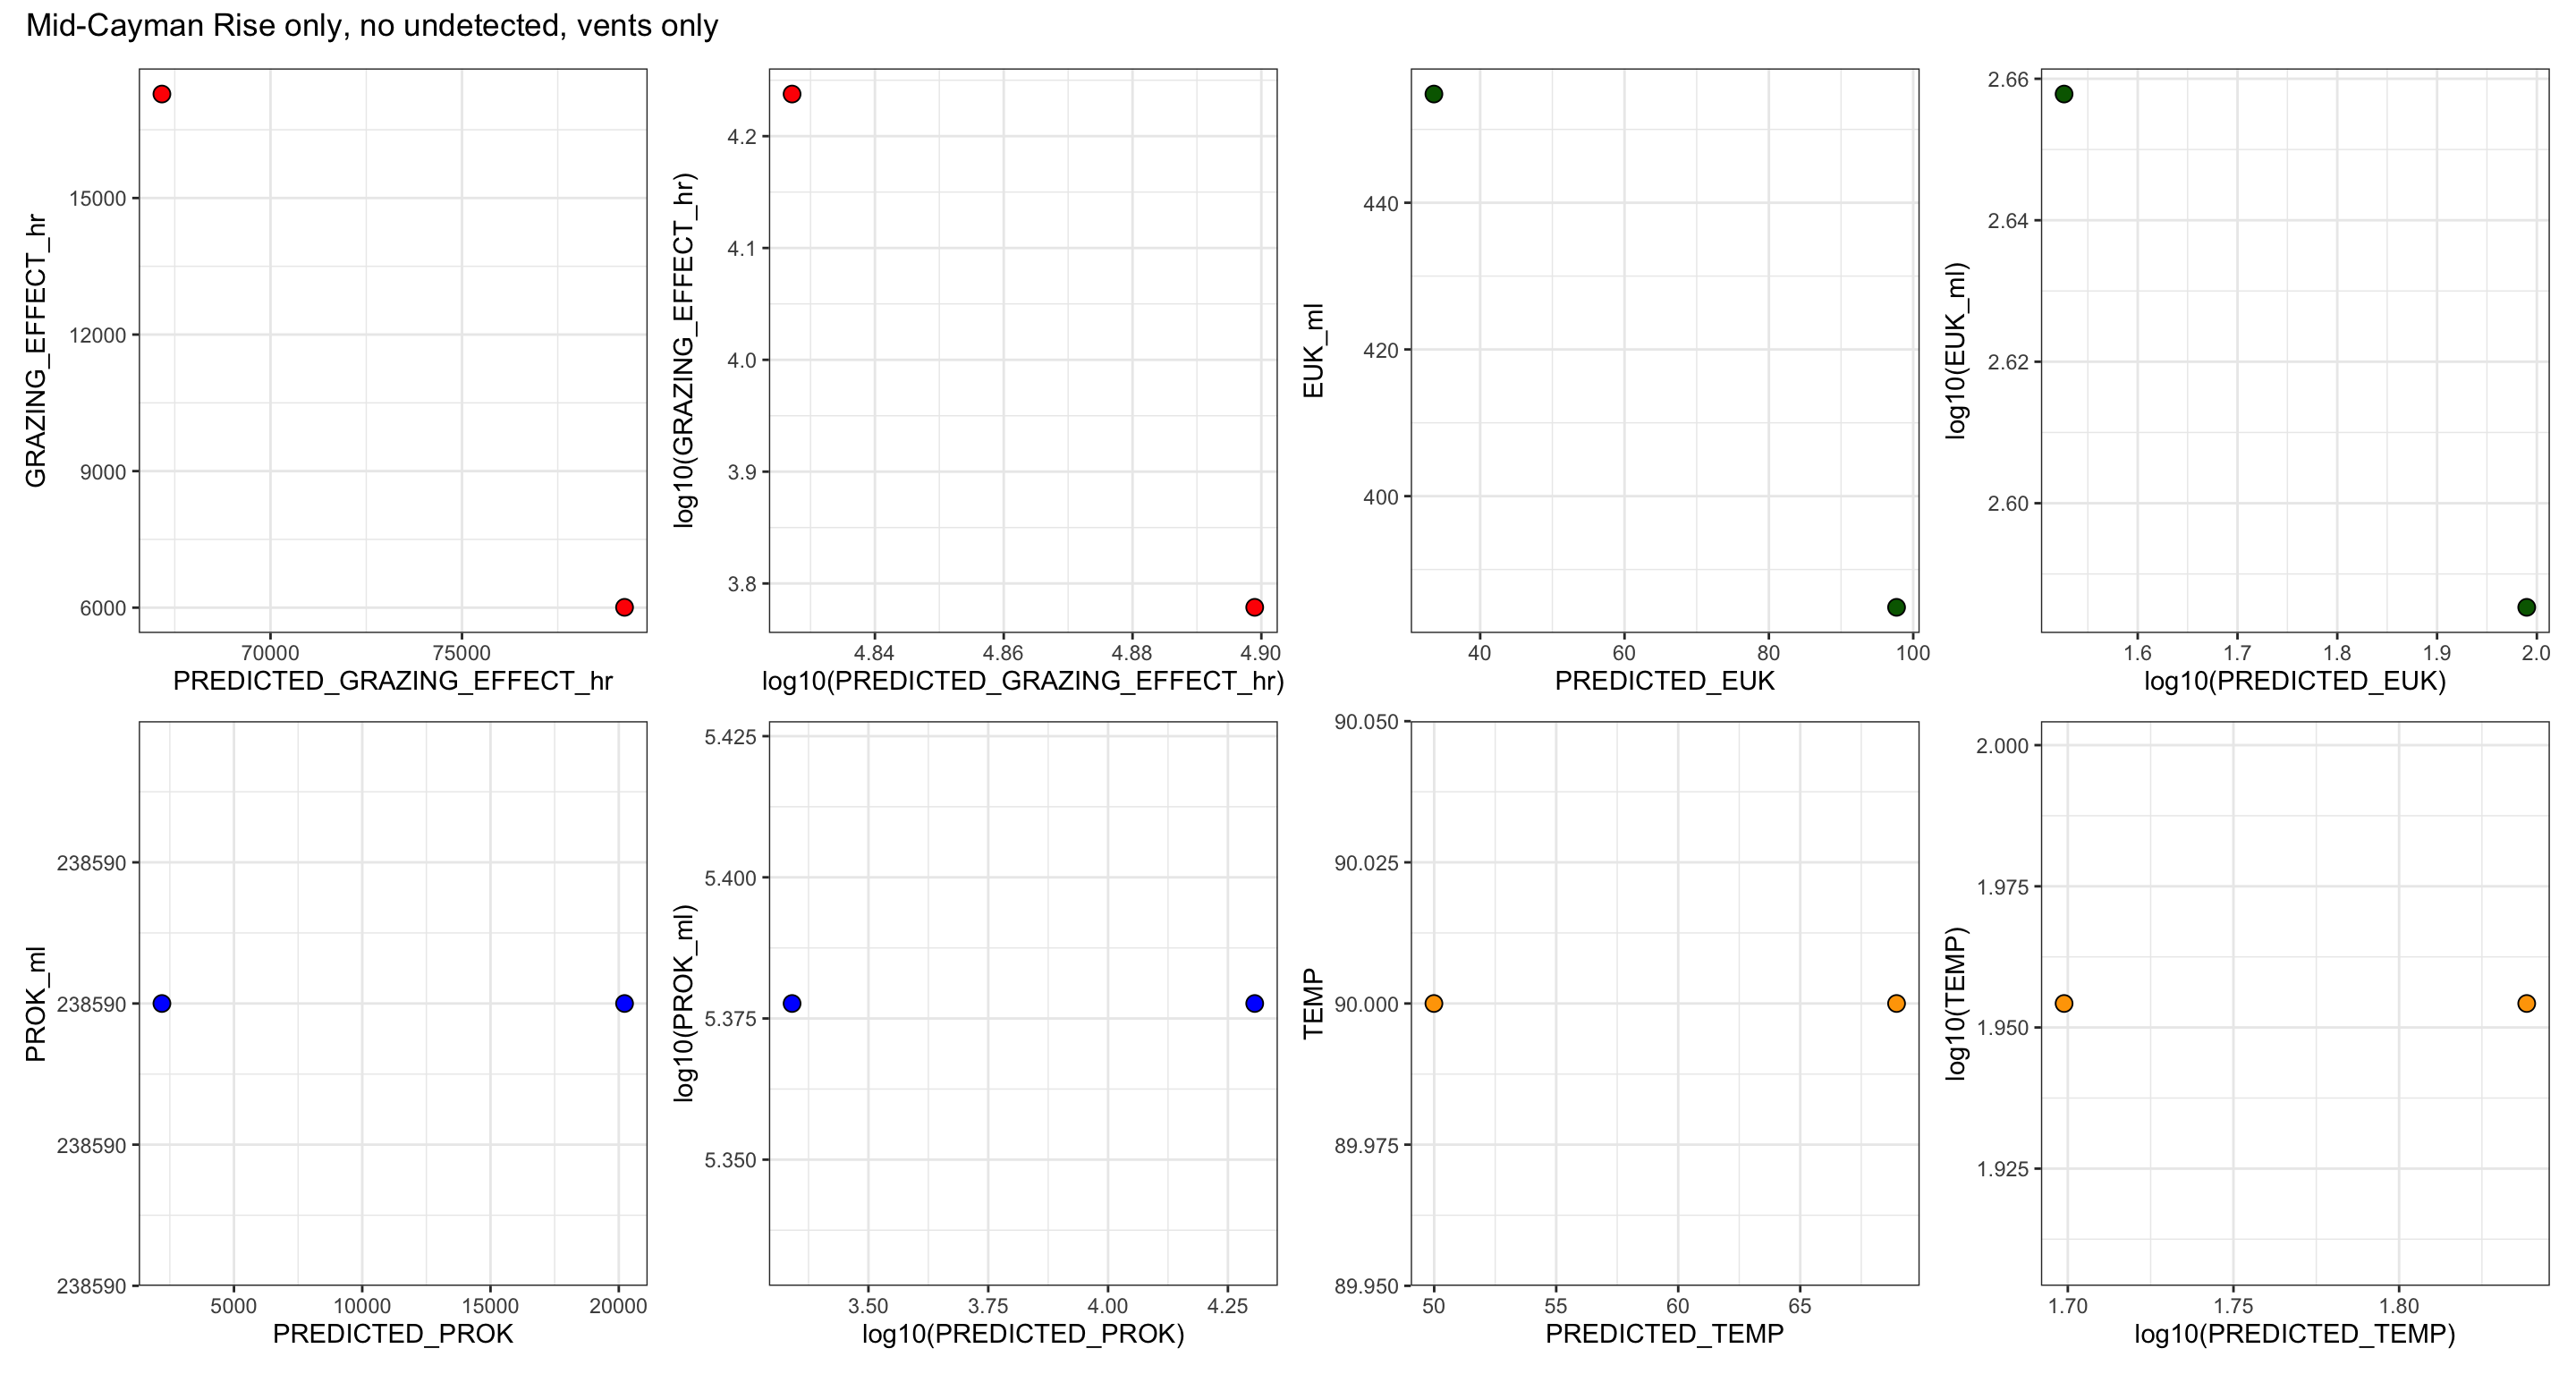 Mid-Cayman Rise only, no undetected, vents only
GRAZING_EFFECT_hr
15000
12000
9000
6000
70000 75000
PREDICTED_GRAZING_EFFECT_hr
log10(GRAZING_EFFECT_hr)
4.2
4.1
4.0
3.9
3.8
4.84 4.86 4.88 4.90
log10(PREDICTED_GRAZING_EFFECT_hr)
EUK_ml
440
420
400
40 60 80 100
PREDICTED_EUK
log10(EUK_ml)
2.66
2.64
2.62
2.60
1.6 1.7 1.8 1.9 2.0
log10(PREDICTED_EUK)
PROK_ml
238590
238590
238590
238590
5000 10000 15000 20000
PREDICTED_PROK
log10(PROK_ml)
5.425
5.400
5.375
5.350
3.50 3.75 4.00 4.25
log10(PREDICTED_PROK)
TEMP
90.050
90.025
90.000
89.975
89.950
50 55 60 65
PREDICTED_TEMP
log10(TEMP)
2.000
1.975
1.950
1.925
1.70 1.75 1.80
log10(PREDICTED_TEMP)